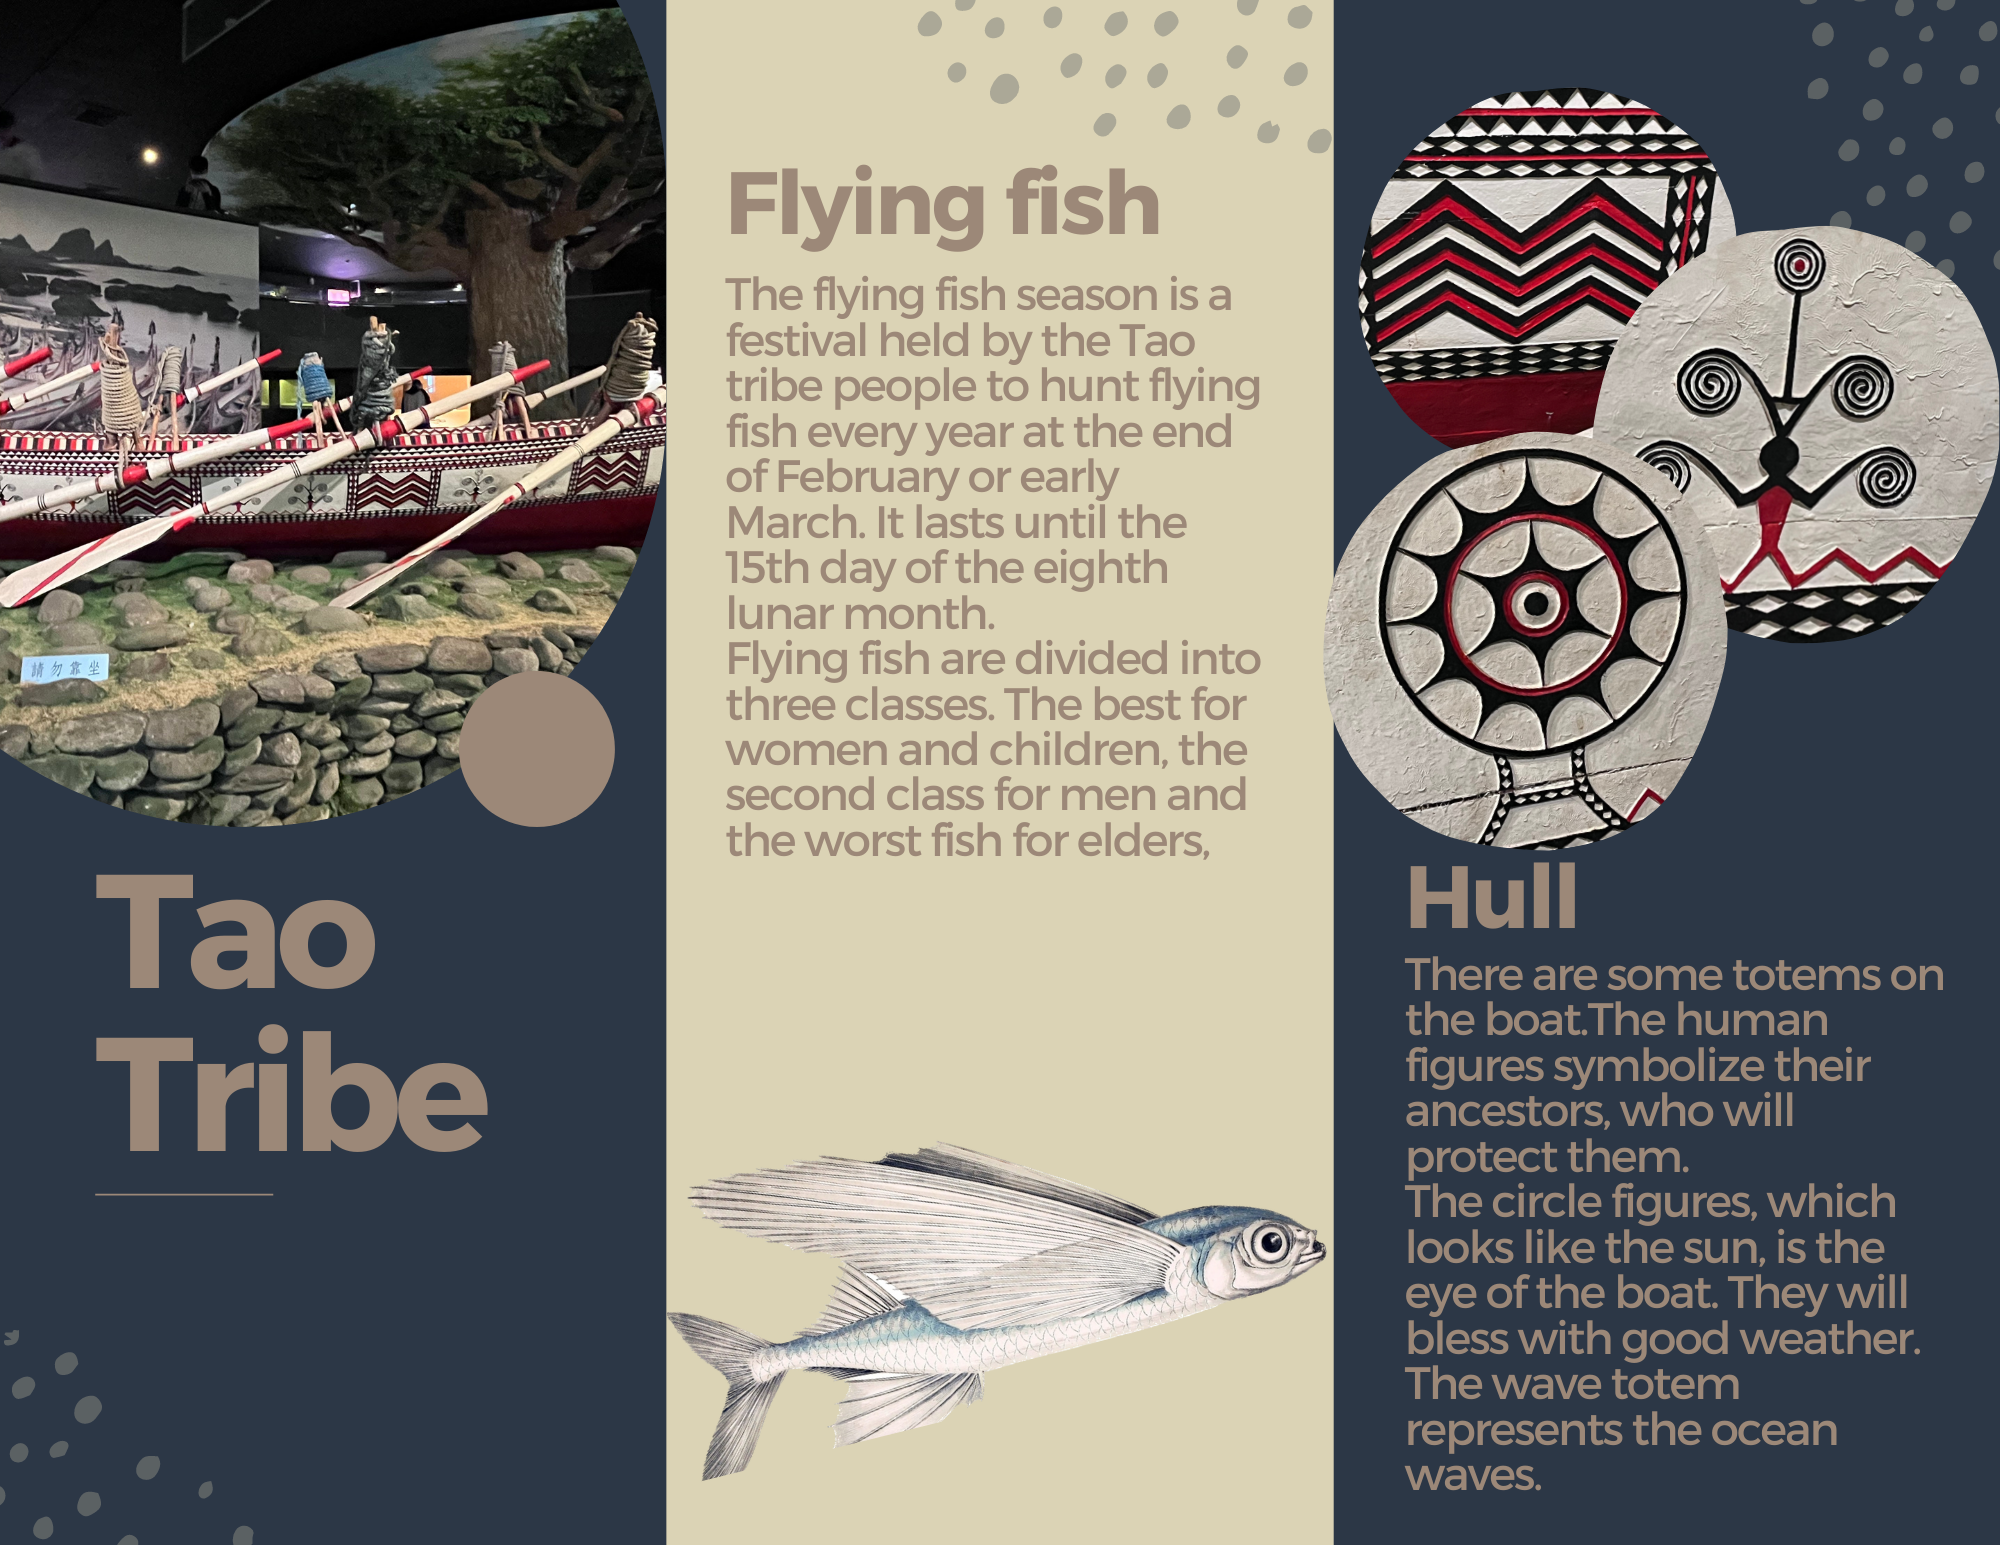 請勿靠坐
Tao
Tribe
Flying fish
The flying fish season is a
festival held by the Tao
tribe people to hunt flying
fish every year at the end
of February or early
March. It lasts until the
15th day of the eighth
lunar month.
Flying fish are divided into
three classes. The best for
women and children, the
second class for men and
the worst fish for elders,
Hull
There are some totems on
the boat.The human
figures symbolize their
ancestors, who will
protect them.
The circle figures, which
looks like the sun, is the
eye of the boat. They will
bless with good weather.
The wave totem
represents the ocean
waves.